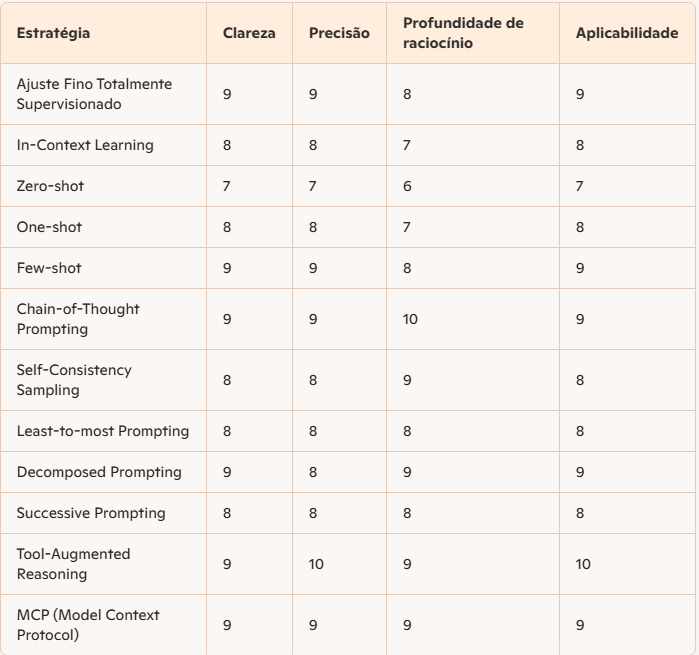 Estratégia Clareza Precisão Profundidade de
raciocínio Aplicabilidade
Ajuste Fino Totalmente
Supervisionado 9 9 8 9
In-Context Learning 8 8 7 8
Zero-shot 7 7 6 7
One-shot 8 8 7 8
Few-shot 9 9 8 9
Chain-of-Thought
Prompting 9 9 10 9
Self-Consistency
Sampling 8 8 9 8
Least-to-most Prompting 8 8 8 8
Decomposed Prompting 9 8 9 9
Successive Prompting 8 8 8 8
Tool-Augmented
Reasoning 9 10 9 10
MCP (Model Context
Protocol) 9 9 9 9